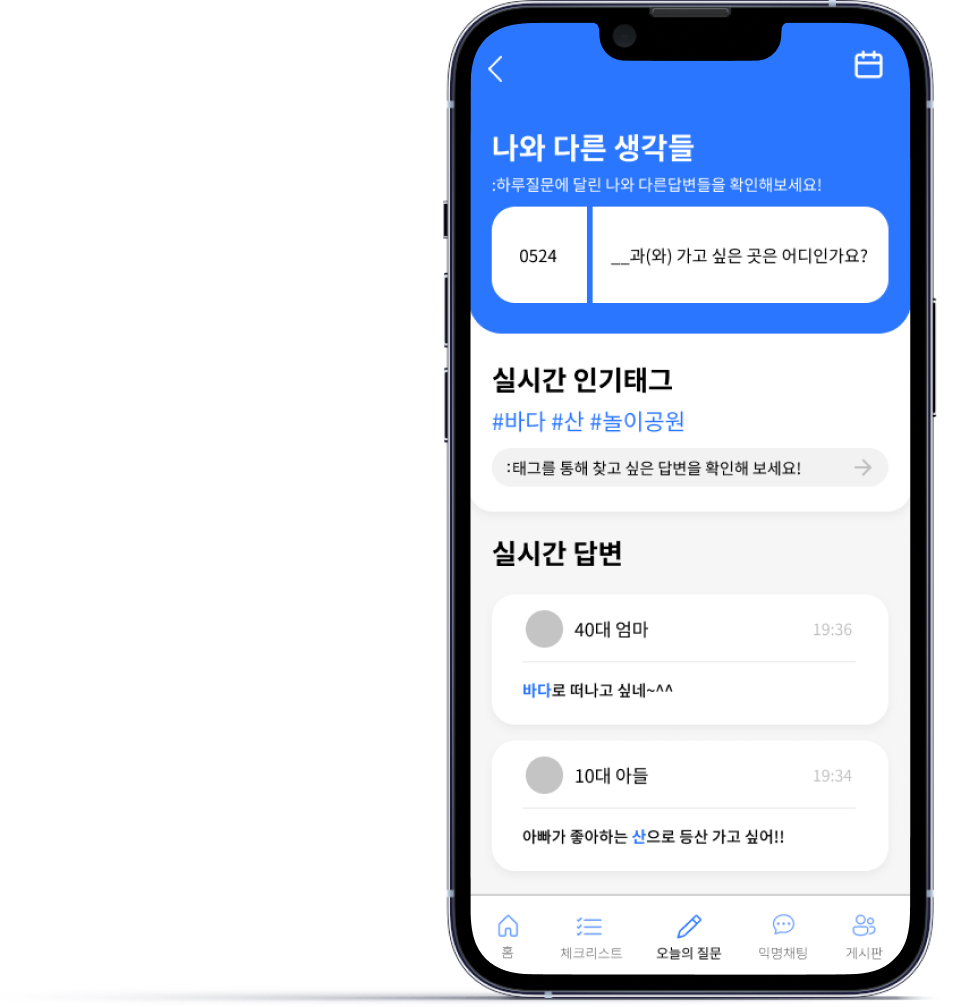 나와 다른 생각들
:하루질문에 달린 나와 다른답변들을 확인해보세요!
0524
__과(와) 가고 싶은 곳은 어디인가요?
실시간 인기태그
#바다 #산 #놀이공원
:태그를 통해 찾고 싶은 답변을 확인해 보세요!
실시간 답변
40대 엄마
19:36
바다로 떠나고 싶네~^^
10대 아들
19:34
아빠가 좋아하는 산으로 등산 가고 싶어!!
홈
체크리스트
오늘의 질문
익명채팅
게시판